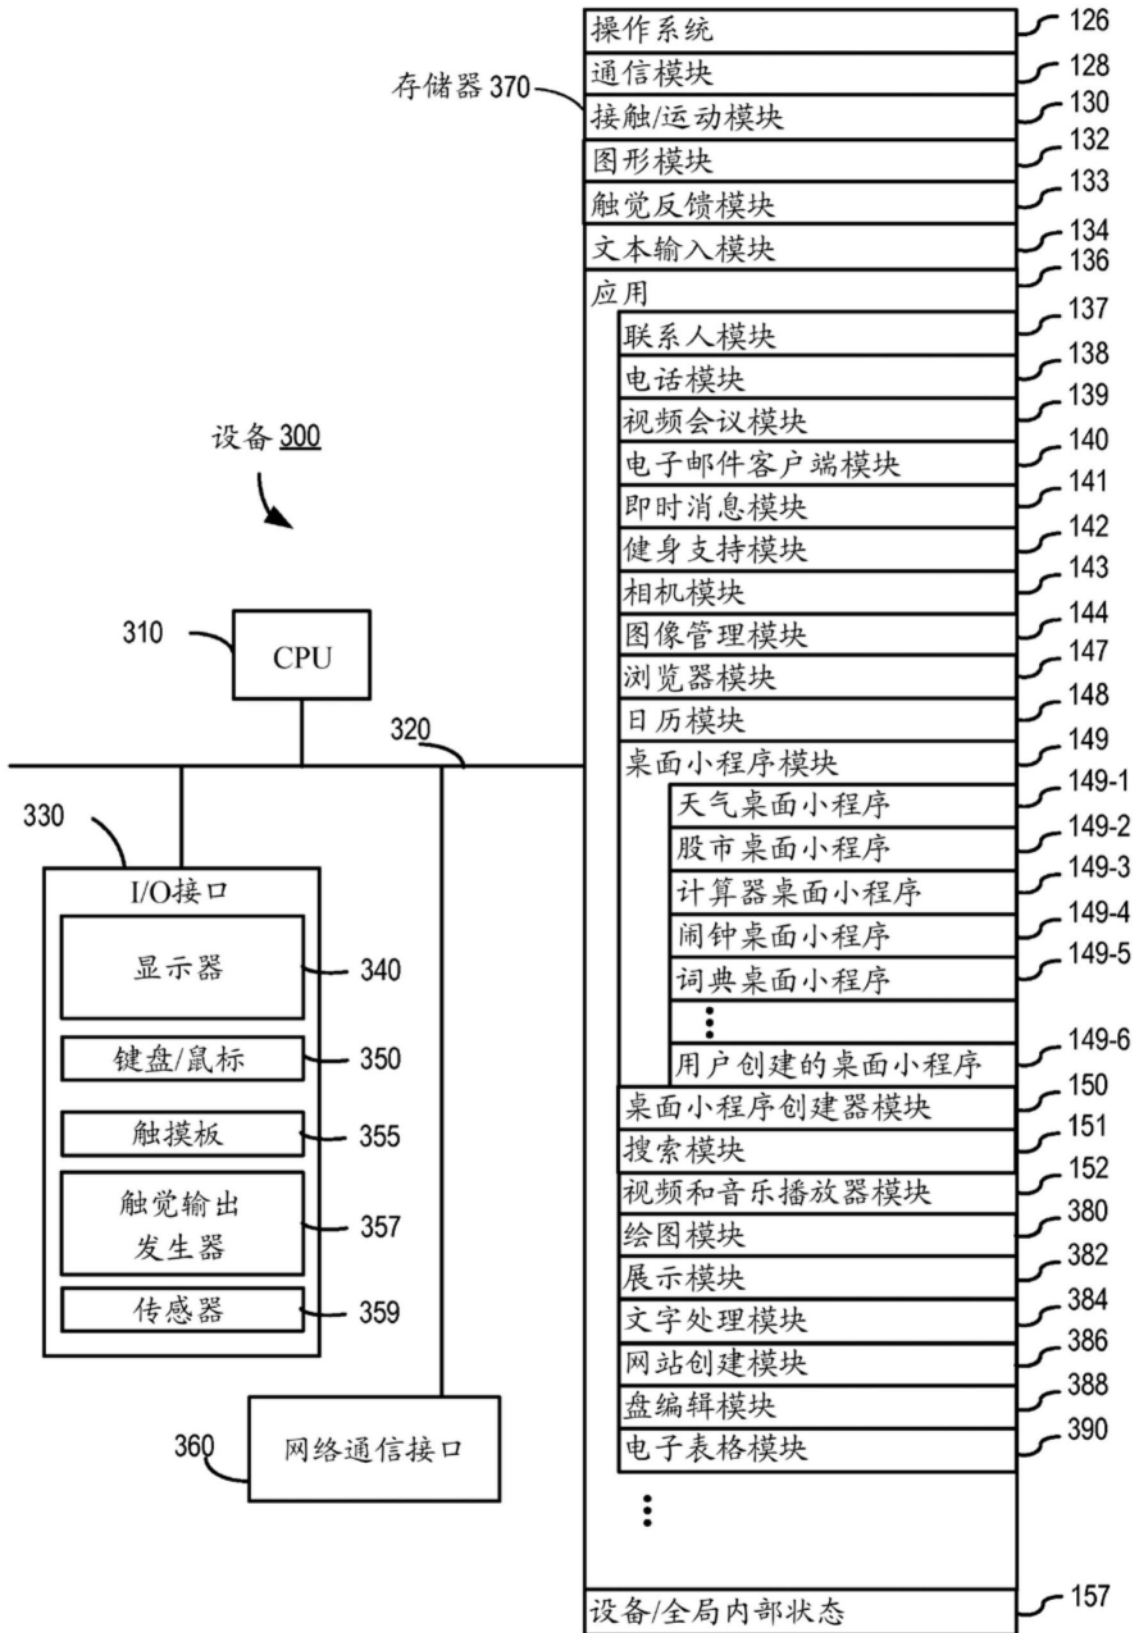 操作系统 126
通信模块 128
存储器 370
接触/运动模块 130
图形模块 132
触觉反馈模块 133
文本输入模块 134
应用 136
联系人模块 137
电话模块 138
视频会议模块 139
设备 300
电子邮件客户端模块 140
即时消息模块 141
健身支持模块 142
相机模块 143
310
CPU
图像管理模块 144
浏览器模块 147
日历模块 148
320
桌面小程序模块 149
天气桌面小程序 149-1
股市桌面小程序 149-2
计算器桌面小程序 149-3
闹钟桌面小程序 149-4
词典桌面小程序 149-5
用户创建的桌面小程序 149-6
桌面小程序创建器模块 150
搜索模块 151
视频和音乐播放器模块 152
绘图模块 380
展示模块 382
文字处理模块 384
网站创建模块 386
盘编辑模块 388
电子表格模块 390
设备/全局内部状态 157
330
I/O接口
显示器 340
键盘/鼠标 350
触摸板 355
触觉输出
发生器 357
传感器 359
360 网络通信接口